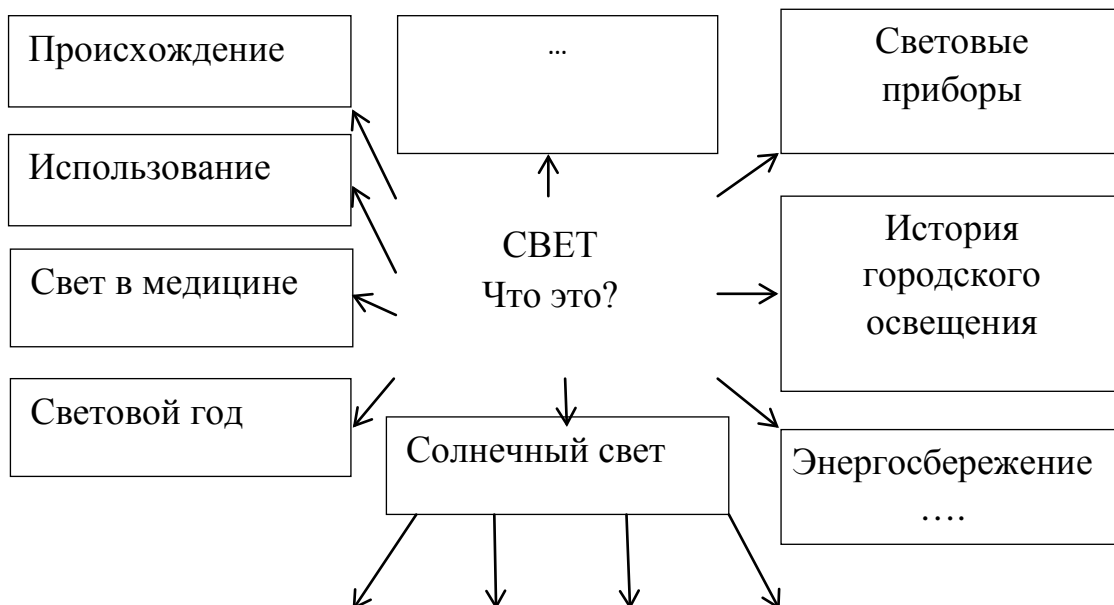 Происхождение
Использование
Свет в медицине
Световой год
...
СВЕТ
Что это?
Солнечный свет
Световые
приборы
История
городского
освещения
Энергосбережение
….